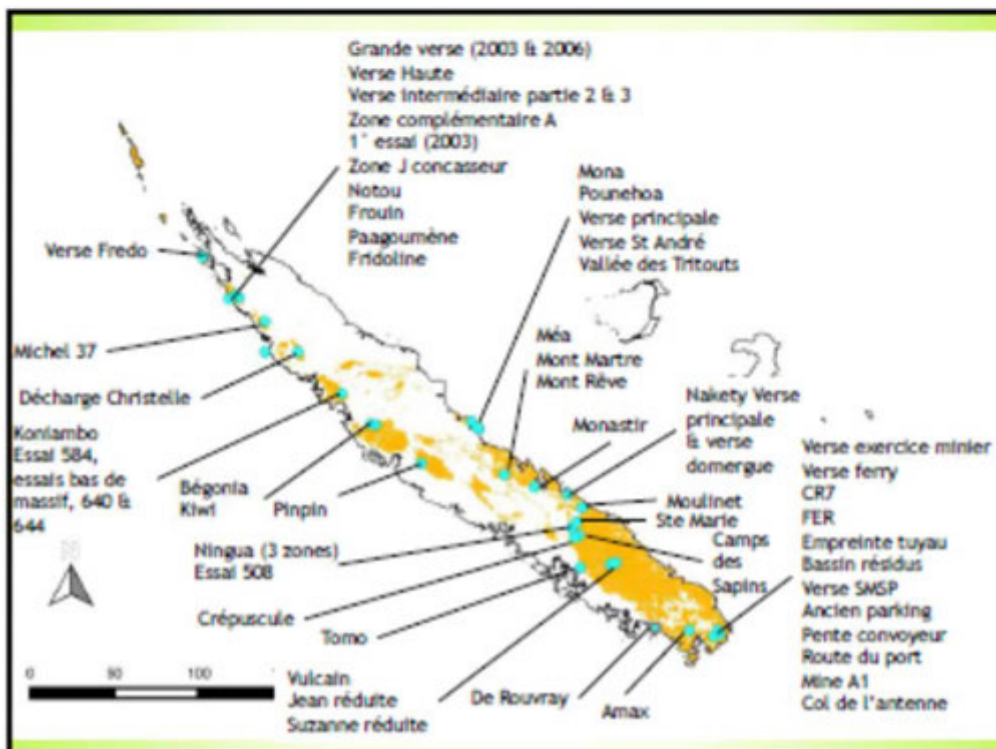 Grande verse (2003 & 2006)
Verse Haute
Verse intermédiaire partie 2 & 3
Zone complémentaire A
1° essai (2003)
Zone J concasseur
Notou
Frouin
Paagoumène
Fridoline
Mona
Pounehoa
Verse principale
Verse St André
Vallée des Tritouts
Verse Fredo
Michel 37
Décharge Christelle
Koniambo
Essai 584,
essais bas de
massif, 640 &
644
Bégonia
Kiwi
Pinpin
Méa
Mont Martre
Mont Rêve
Monastir
Nakety Verse
principale
& verse
domergue
Moulinet
Ste Marie
Camps
des
Sapins
Ningua (3 zones)
Essai 508
Crépuscule
Tomo
Vulcain
Jean réduite
Suzanne réduite
De Rouvray
Amax
Verse exercice minier
Verse ferry
CR7
FER
Empreinte tuyau
Bassin résidus
Verse SMSP
Ancien parking
Pente convoyeur
Route du port
Mine A1
Col de l'antenne
N
0 50 100